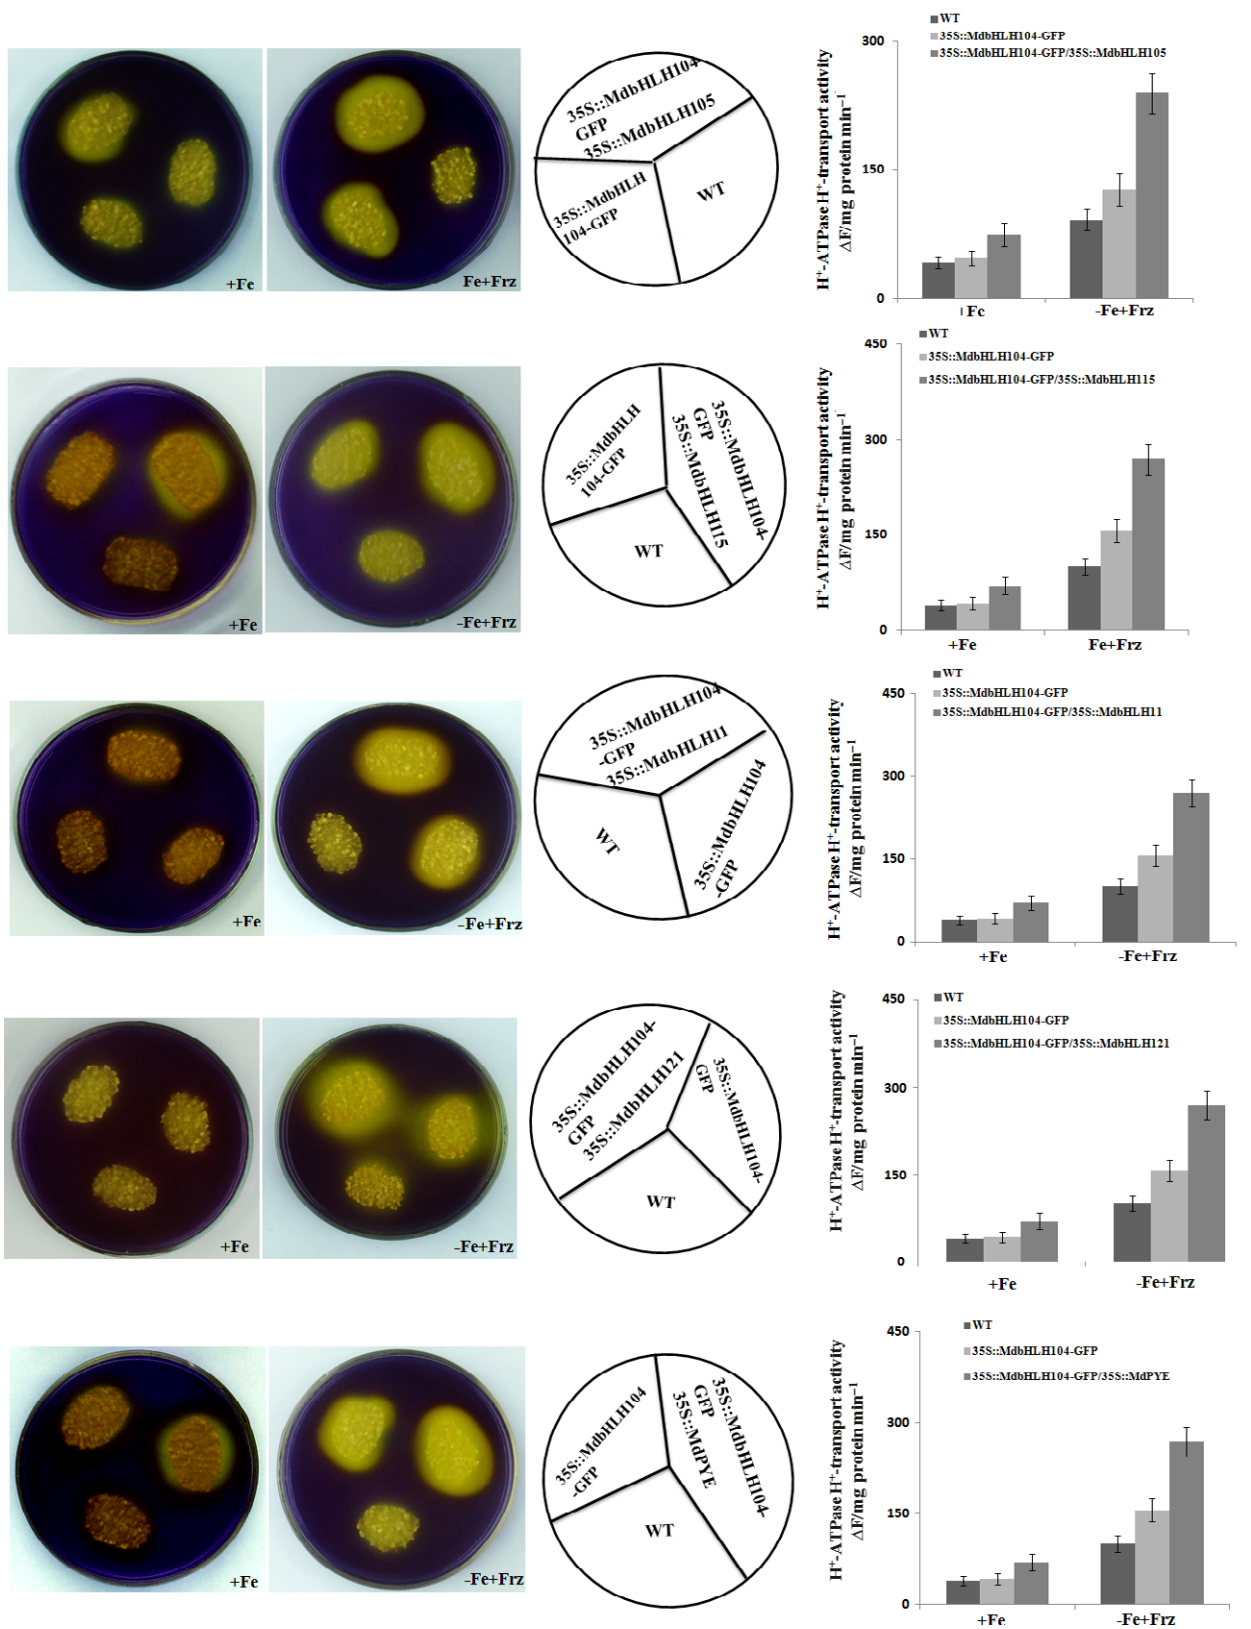 +Fe
Fe+Frz
35S::MdbHLH104-
GFP
35S::MdbHLH105
35S::MdbHLH
104-GFP
WT
H⁺-ATPase H⁺-transport activity
ΔF/mg protein min⁻¹
WT
35S::MdbHLH104-GFP
35S::MdbHLH104-GFP/35S::MdbHLH105
300
150
0
-Fe+Frz
+Fe
-Fe+Frz
35S::MdbHLH
104-GFP
35S::MdbHLH104-
GFP
35S::MdbHLH115
WT
H⁺-ATPase H⁺-transport activity
ΔF/mg protein min⁻¹
WT
35S::MdbHLH104-GFP
35S::MdbHLH104-GFP/35S::MdbHLH115
450
300
150
0
+Fe
Fe+Frz
+Fe
-Fe+Frz
35S::MdbHLH104
-GFP
35S::MdbHLH11
WT
35S::MdbHLH104
-GFP
H⁺-ATPase H⁺-transport activity
ΔF/mg protein min⁻¹
WT
35S::MdbHLH104-GFP
35S::MdbHLH104-GFP/35S::MdbHLH11
450
300
150
0
+Fe
-Fe+Frz
+Fe
-Fe+Frz
35S::MdbHLH104-
GFP
35S::MdbHLH121
35S::MdbHLH104-
GFP
WT
H⁺-ATPase H⁺-transport activity
ΔF/mg protein min⁻¹
WT
35S::MdbHLH104-GFP
35S::MdbHLH104-GFP/35S::MdbHLH121
450
300
150
0
+Fe
-Fe+Frz
+Fe
-Fe+Frz
35S::MdbHLH104
-GFP
35S::MdbHLH104-
GFP
35S::MdPYE
WT
H⁺-ATPase H⁺-transport activity
ΔF/mg protein min⁻¹
WT
35S::MdbHLH104-GFP
35S::MdbHLH104-GFP/35S::MdPYE
450
300
150
0
+Fe
-Fe+Frz